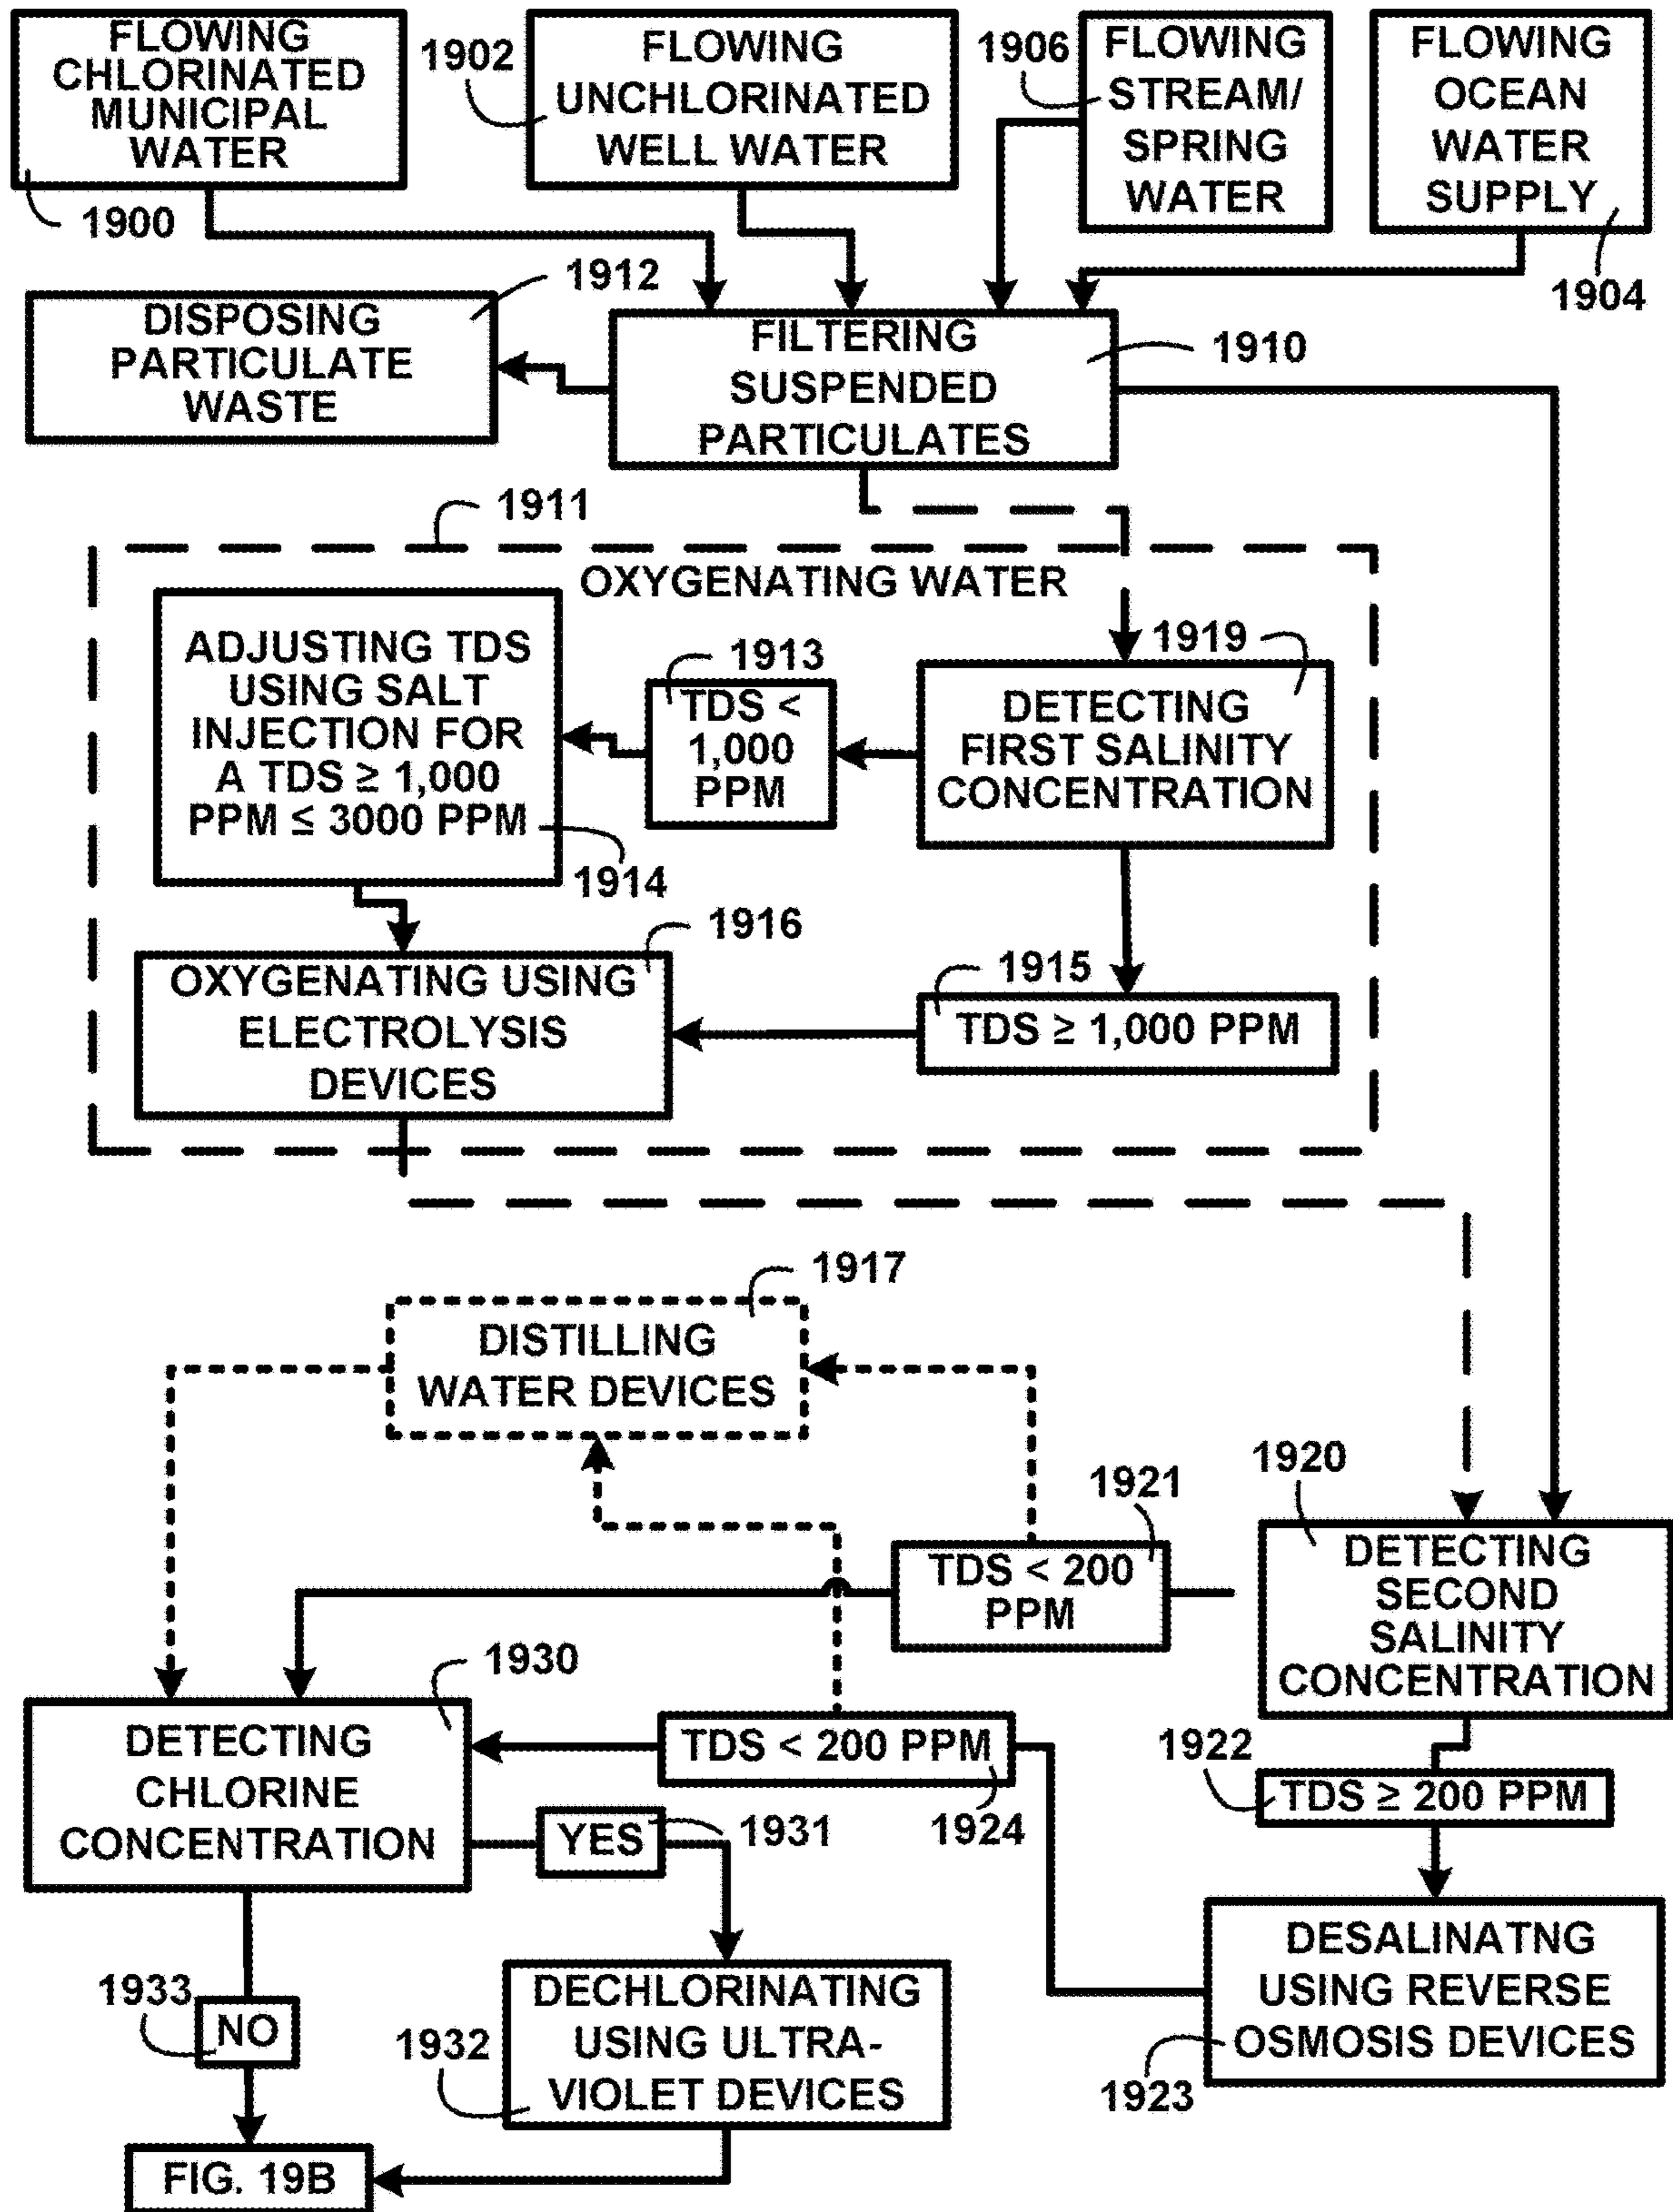 FLOWING
CHLORINATED
MUNICIPAL
WATER
1900
1902
FLOWING
UNCHLORINATED
WELL WATER
1906
FLOWING
STREAM/
SPRING
WATER
FLOWING
OCEAN
WATER
SUPPLY
1904
1912
DISPOSING
PARTICULATE
WASTE
FILTERING
SUSPENDED
PARTICULATES
1910
1911
OXYGENATING WATER
ADJUSTING TDS
USING SALT
INJECTION FOR
A TDS ≥ 1,000
PPM ≤ 3000 PPM
1914
1913
TDS <
1,000
PPM
1919
DETECTING
FIRST SALINITY
CONCENTRATION
1916
OXYGENATING USING
ELECTROLYSIS
DEVICES
1915
TDS ≥ 1,000 PPM
1917
DISTILLING
WATER DEVICES
1921
TDS < 200
PPM
1920
DETECTING
SECOND
SALINITY
CONCENTRATION
1930
DETECTING
CHLORINE
CONCENTRATION
TDS < 200 PPM
1924
1922
TDS ≥ 200 PPM
YES
1931
DESALINATNG
USING REVERSE
OSMOSIS DEVICES
1923
1933
NO
1932
DECHLORINATING
USING ULTRA-
VIOLET DEVICES
FIG. 19B